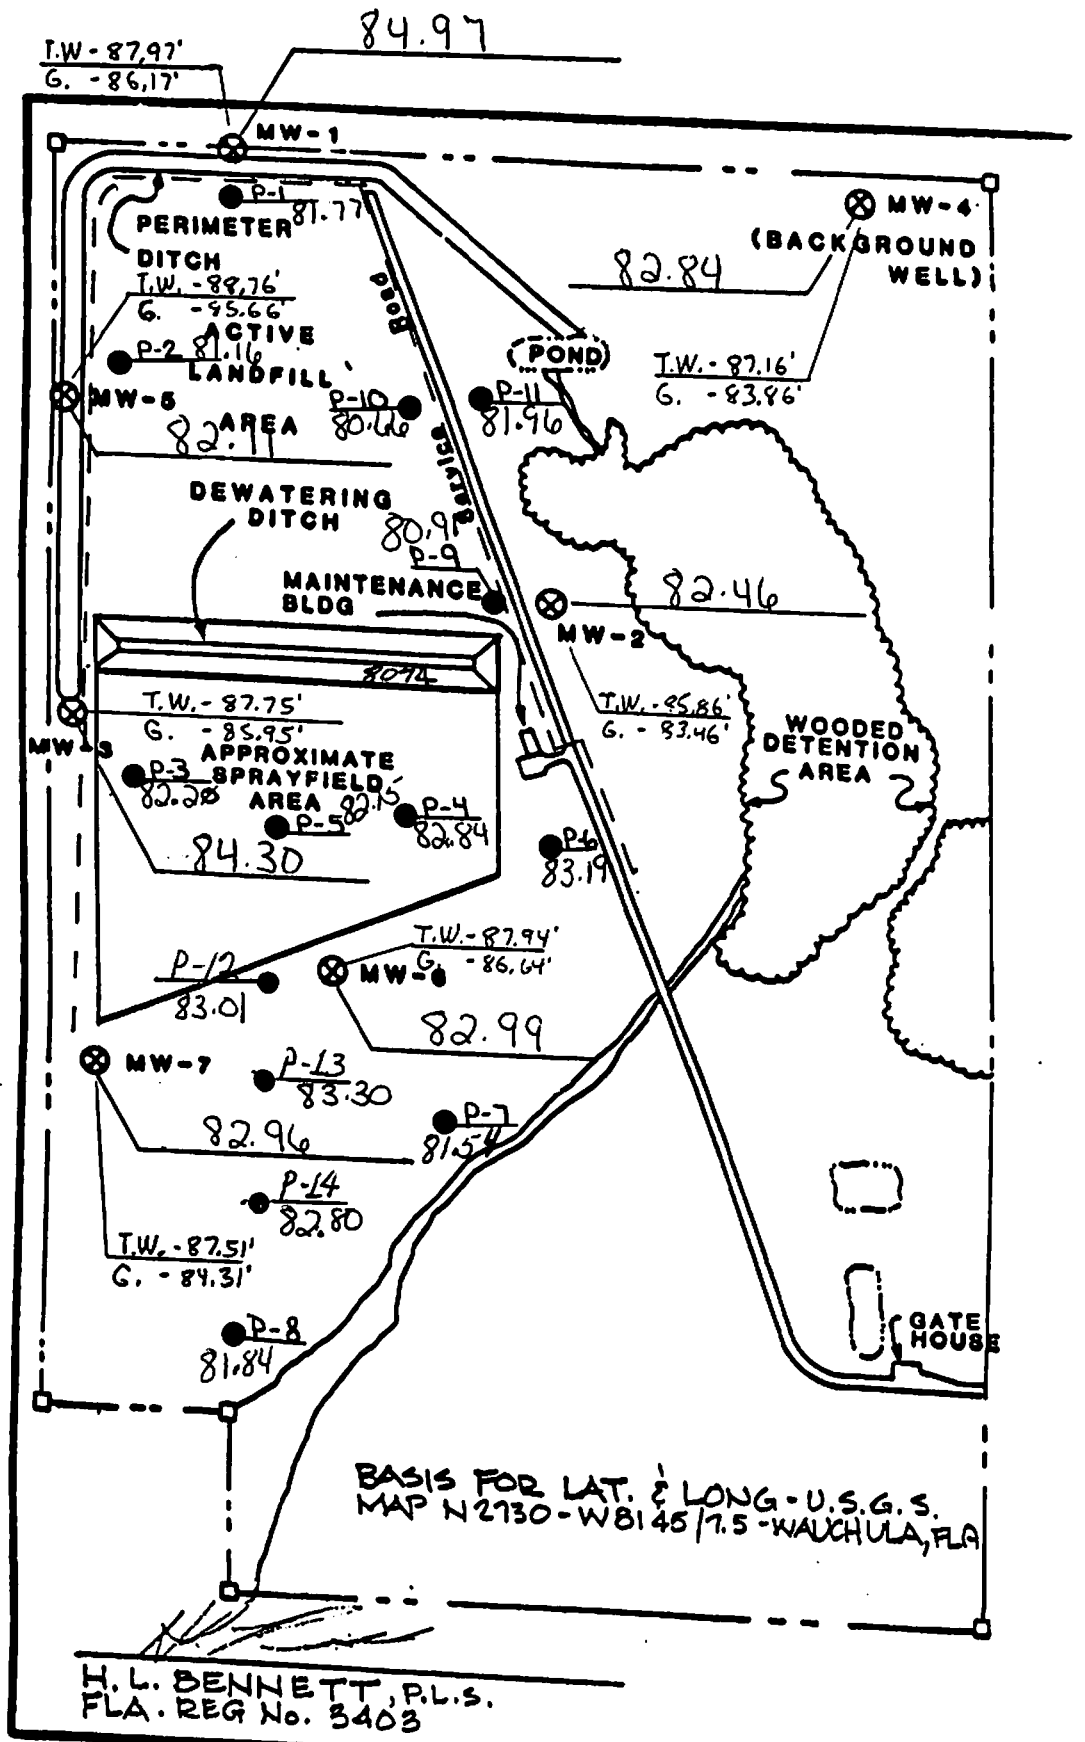 84.97
T.W - 87,97'
G. - 86,17'
MW-1
P-1
81.77
MW-4
(BACKGROUND
WELL)
82.84
PERIMETER
DITCH
T.W. - 88,76'
G. - 85.66'
Road
ACTIVE
LANDFILL
AREA
P-2 81.16
(POND)
T.W. - 87.16'
G. - 83.86'
MW-5
P-10
P-11
81.96
82.11
Service
DEWATERING
DITCH
80.91
P-9
MAINTENANCE
BLDG
82.46
MW-2
T.W. - 85.86'
G. - 83.46'
T.W. - 87.75'
G. - 85.95'
MW-3
APPROXIMATE
SPRAYFIELD
AREA
P-3
82.15
P-5
P-4
82.84
84.30
P-6
83.19
WOODED
DETENTION
AREA
T.W. - 87.94'
G. - 86.64'
P-12
83.01
MW-6
82.99
MW-7
P-13
83.30
82.96
P-7
81.54
P-14
82.80
T.W. - 87.51'
G. - 84.31'
P-8
81.84
GATE
HOUSE
BASIS FOR LAT. & LONG - U.S.G.S.
MAP N2730-W8145/7.5-WAUCHULA, FLA
H. L. BENNETT, P.L.S.
FLA. REG No. 3403